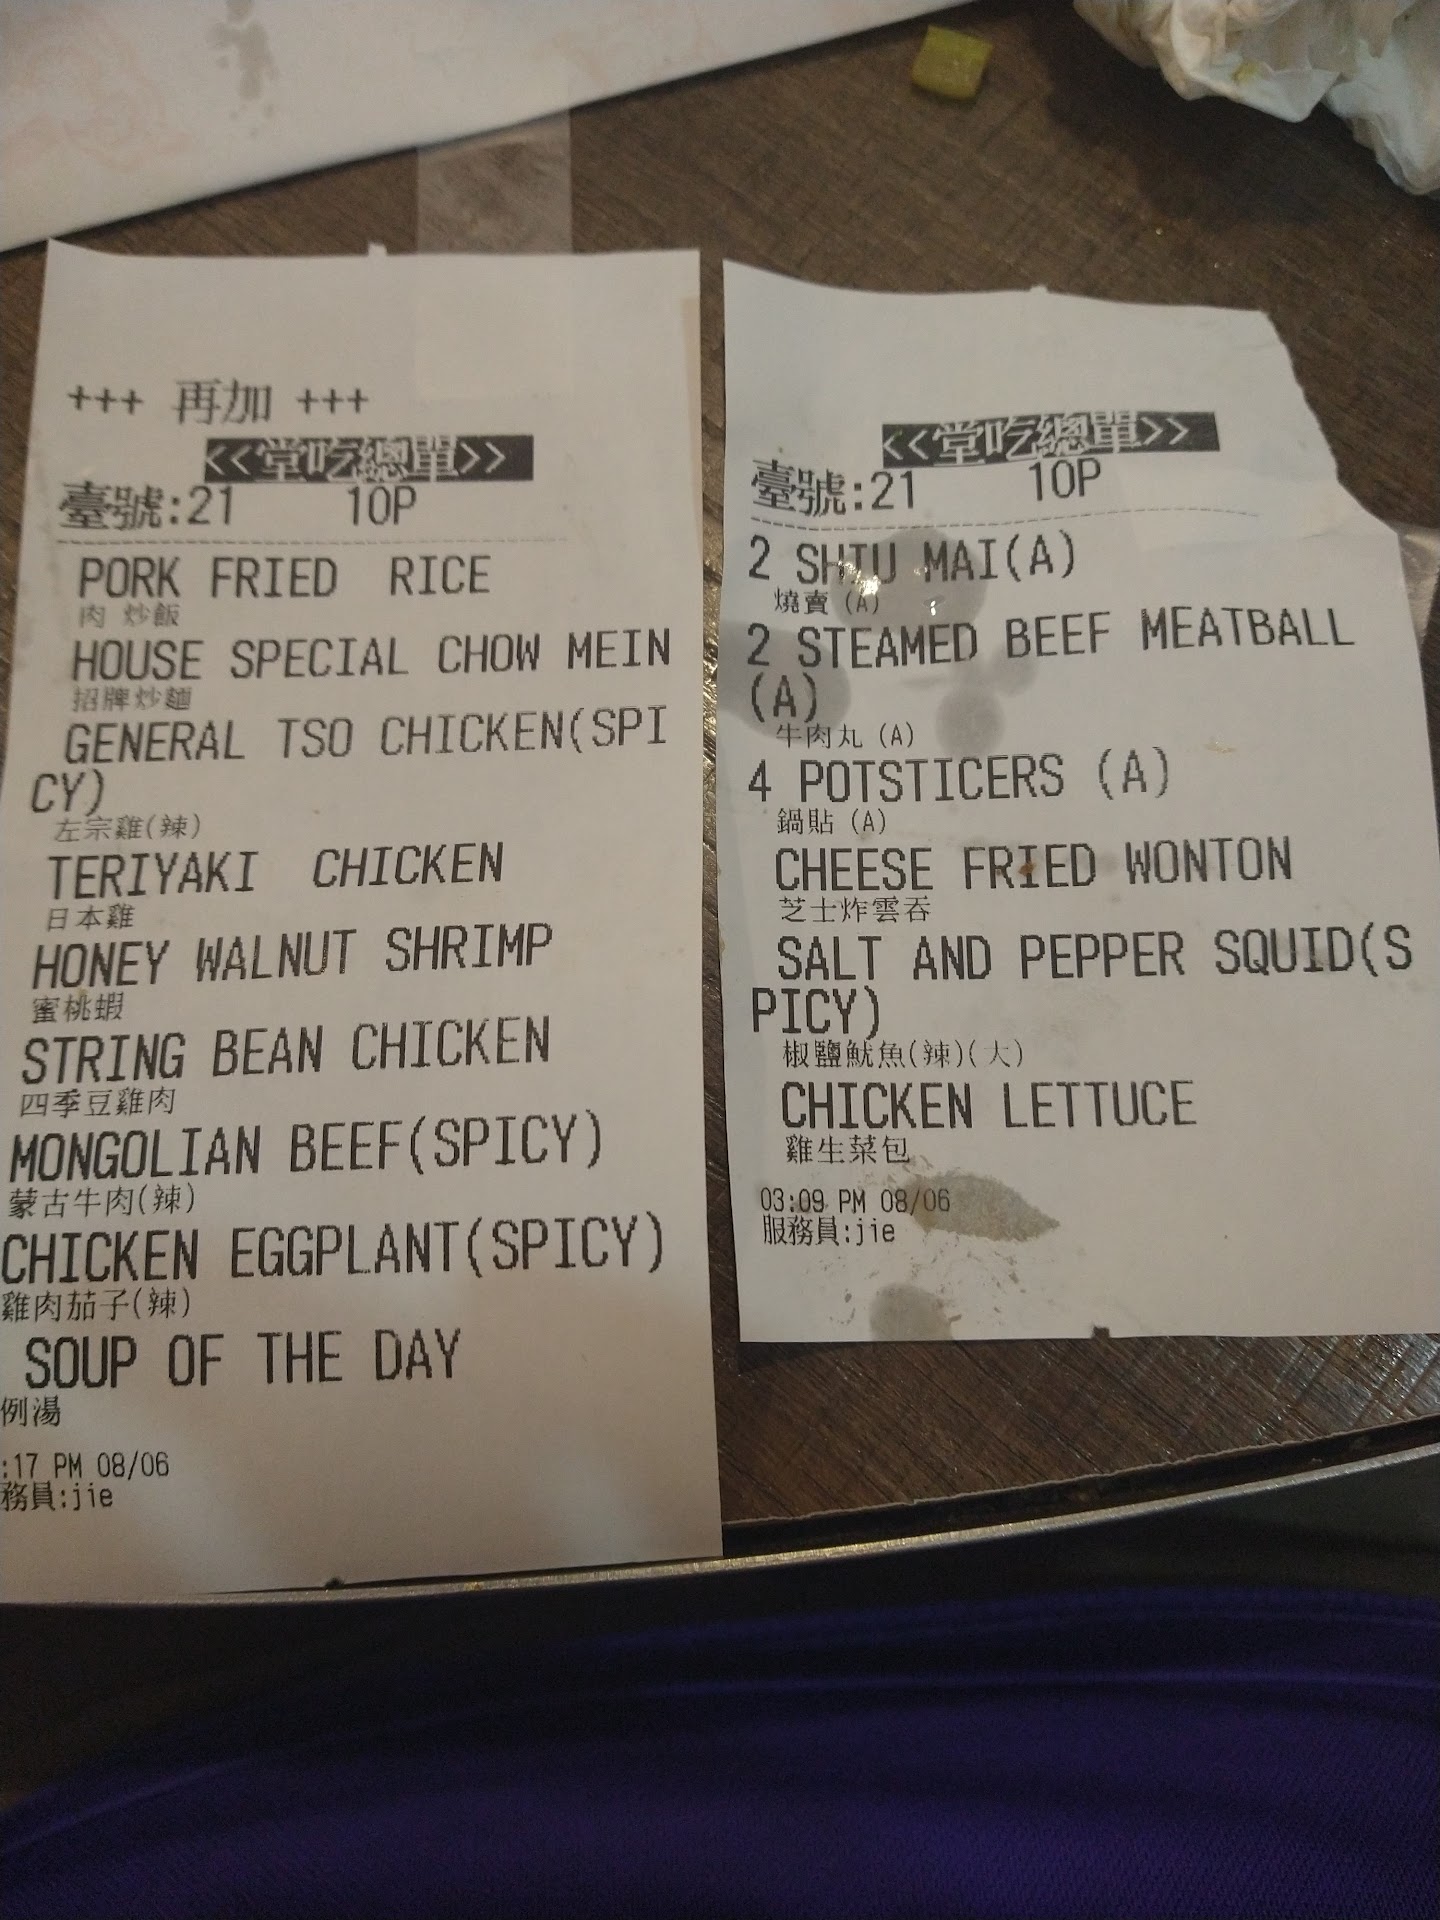 +++ 再加 +++
<<堂吃總單>>
臺號:21 10P
PORK FRIED RICE
肉 炒飯
HOUSE SPECIAL CHOW MEIN
招牌炒麵
GENERAL TSO CHICKEN(SPI
CY)
左宗雞(辣)
TERIYAKI CHICKEN
日本雞
HONEY WALNUT SHRIMP
蜜桃蝦
STRING BEAN CHICKEN
四季豆雞肉
MONGOLIAN BEEF(SPICY)
蒙古牛肉(辣)
CHICKEN EGGPLANT(SPICY)
雞肉茄子(辣)
SOUP OF THE DAY
例湯
:17 PM 08/06
務員:jie
<<堂吃總單>>
臺號:21 10P
2 SHIU MAI(A)
燒賣 (A)
2 STEAMED BEEF MEATBALL
(A)
牛肉丸 (A)
4 POTSTICERS (A)
鍋貼 (A)
CHEESE FRIED WONTON
芝士炸雲吞
SALT AND PEPPER SQUID(S
PICY)
椒鹽魷魚(辣)(大)
CHICKEN LETTUCE
雞生菜包
03:09 PM 08/06
服務員:jie